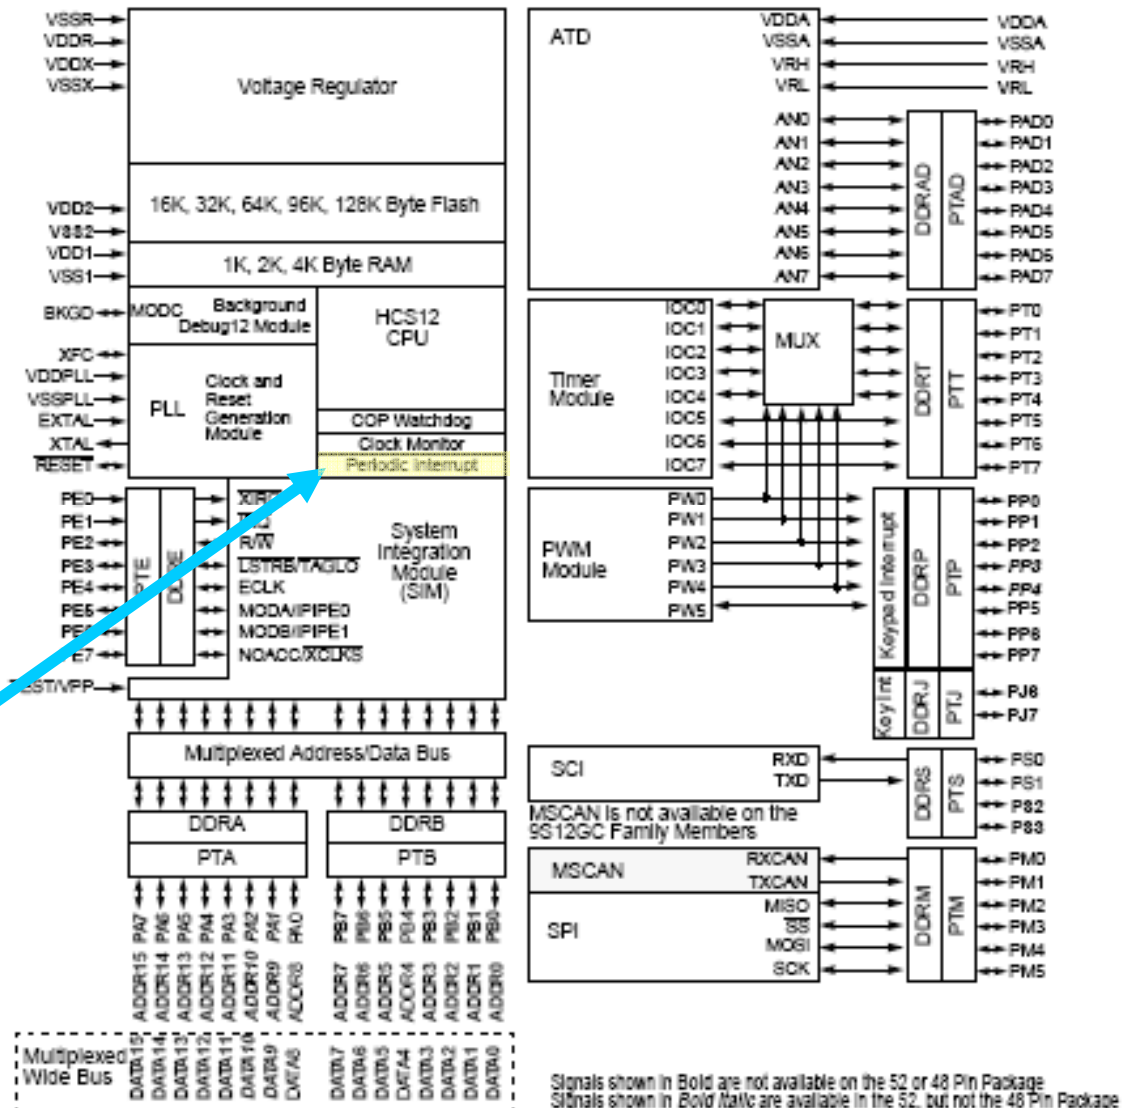 VSSR
VDDR
VDDX
VSSX
Voltage Regulator
VDD2
VSS2
16K, 32K, 64K, 96K, 128K Byte Flash
VDD1
VSS1
1K, 2K, 4K Byte RAM
BKGD
MODC
Background
Debug12 Module
HCS12
CPU
XFC
VDDPLL
VSSPLL
EXTAL
XTAL
RESET
PLL
Clock and
Reset
Generation
Module
COP Watchdog
Clock Monitor
Periodic Interrupt
PE0
PE1
PE2
PE3
PE4
PE5
PE7
PTE
R/W
LSTRB/TAGLO
ECLK
MODA/IPIPE0
MODB/IPIPE1
NOACC/XCLKS
System
Integration
Module
(SIM)
TEST/VPP
Multiplexed Address/Data Bus
DDRA
DDRB
PTA
PTB
PA7
PA6
PA5
PA4
PA3
PA2
PA1
PA0
PB7
PB6
PB5
PB4
PB3
PB2
PB1
PB0
ADDR15
ADDR14
ADDR13
ADDR12
ADDR11
ADDR10
ADDR9
ADDR8
ADDR7
ADDR6
ADDR5
ADDR4
ADDR3
ADDR2
ADDR1
ADDR0
Multiplexed
Wide Bus
DATA15
DATA14
DATA13
DATA12
DATA11
DATA10
DATA9
DATA8
DATA7
DATA6
DATA5
DATA4
DATA3
DATA2
DATA1
DATA0
ATD
VDDA
VSSA
VRH
VRL
VDDA
VSSA
VRH
VRL
AN0
AN1
AN2
AN3
AN4
AN5
AN6
AN7
DDRAD
PTAD
PAD0
PAD1
PAD2
PAD3
PAD4
PAD5
PAD6
PAD7
Timer
Module
IOC0
IOC1
IOC2
IOC3
IOC4
IOC5
IOC6
IOC7
MUX
DDRT
PTT
PT0
PT1
PT2
PT3
PT4
PT5
PT6
PT7
PWM
Module
PW0
PW1
PW2
PW3
PW4
PW5
Keypad Interrupt
DDRP
PTP
PP0
PP1
PP2
PP3
PP4
PP5
PP6
PP7
Key Int
DDRJ
PTJ
PJ6
PJ7
SCI
RXD
TXD
DDRS
PTS
PS0
PS1
PS2
PS3
MSCAN is not available on the
9S12GC Family Members
MSCAN
RXCAN
TXCAN
SPI
MISO
SS
MOSI
SCK
DDRM
PTM
PM0
PM1
PM2
PM3
PM4
PM5
Signals shown in Bold are not available on the 52 or 48 Pin Package
Signals shown in Bold Italic are available in the 52, but not the 48 Pin Package